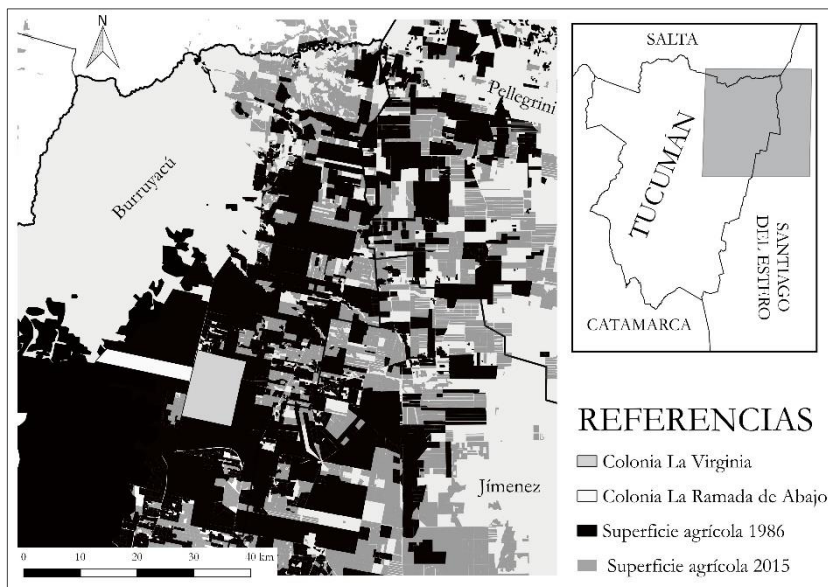 N
Pellegrini
Burruyacú
Jímenez
0 10 20 30 40 km
SALTA
TUCUMÁN
SANTIAGO
DEL ESTERO
CATAMARCA
REFERENCIAS
Colonia La Virginia
Colonia La Ramada de Abajo
Superficie agrícola 1986
Superficie agrícola 2015